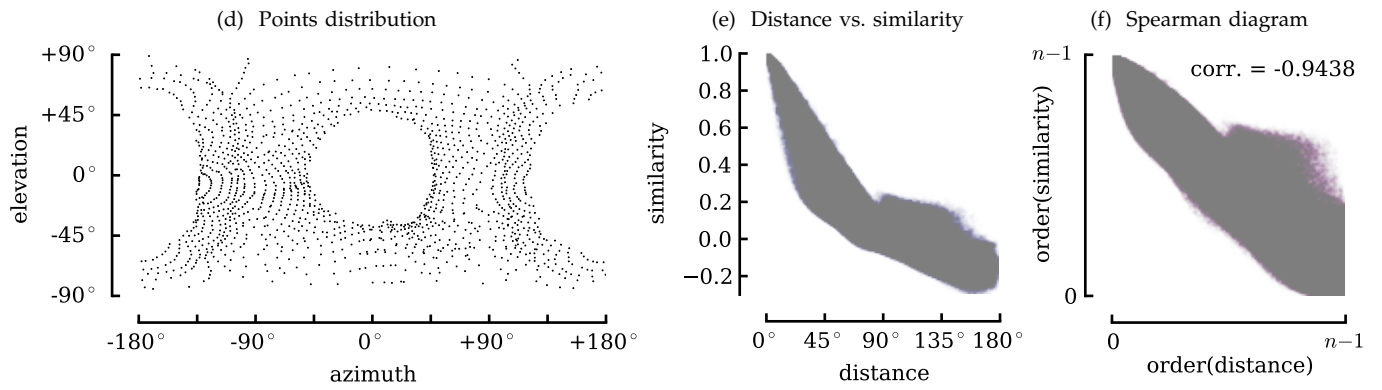 (d) Points distribution
+90°
+45°
0°
-45°
-90°
elevation
-180°
-90°
0°
+90°
+180°
azimuth
(e) Distance vs. similarity
1.0
0.8
0.6
0.4
0.2
0.0
−0.2
similarity
0°
45°
90°
135°
180°
distance
(f) Spearman diagram
n−1
0
order(similarity)
corr. = -0.9438
0
n−1
order(distance)